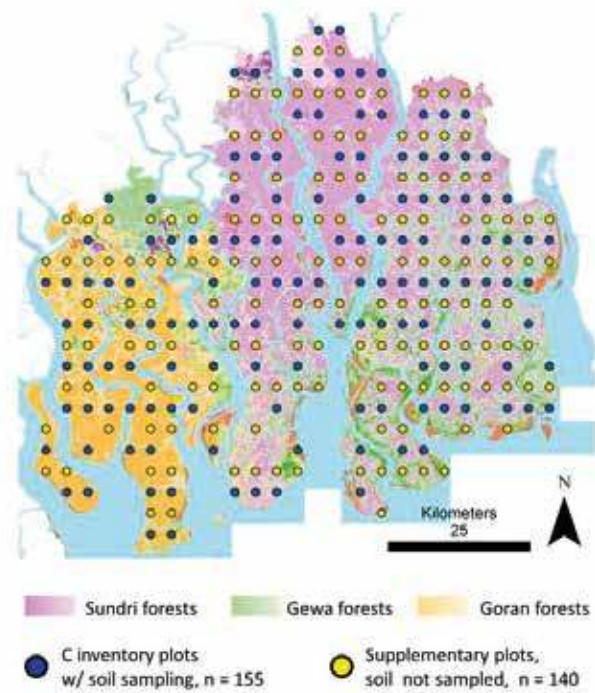 N
Kilometers
25
Sundri forests
Gewa forests
Goran forests
C inventory plots
w/ soil sampling, n = 155
Supplementary plots,
soil not sampled, n = 140